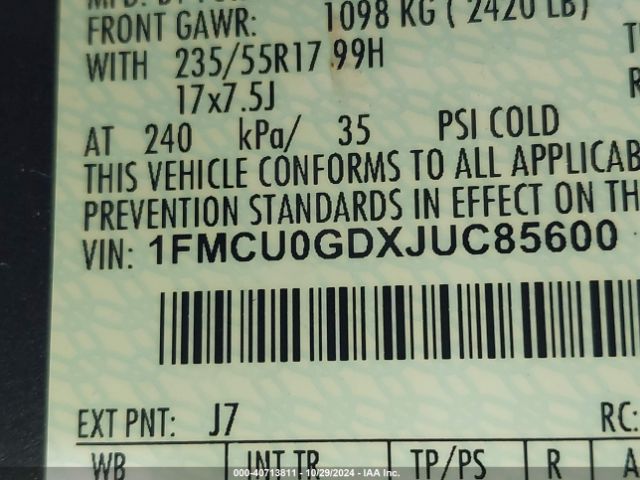 FRONT GAWR: 1098 KG ( 2420 LB)
WITH 235/55R17 99H
17x7.5J
AT 240 kPa/ 35 PSI COLD
THIS VEHICLE CONFORMS TO ALL APPLICAB
PREVENTION STANDARDS IN EFFECT ON TH
VIN: 1FMCU0GDXJUC85600
EXT PNT: J7 RC:
WB INT TR TP/PS R A
000-40713811 - 10/29/2024 - IAA Inc.